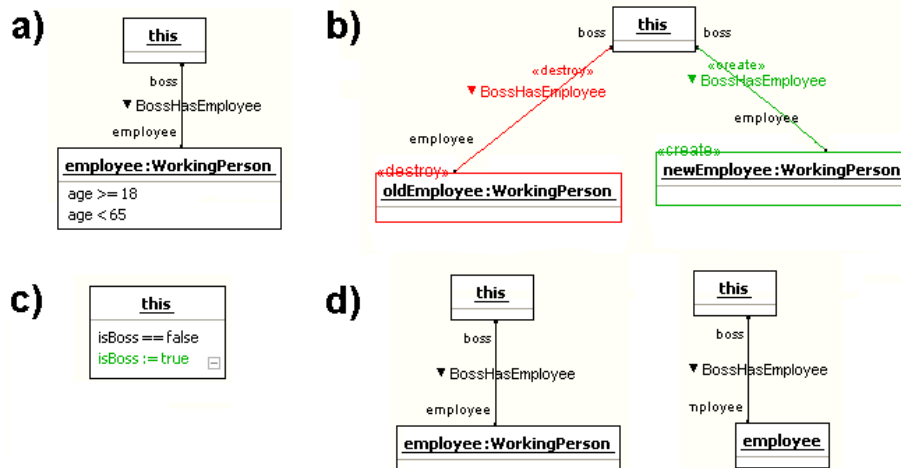 a)
this
boss
▼ BossHasEmployee
employee
employee:WorkingPerson
age >= 18
age < 65
b)
boss this boss
«destroy» «create»
▼ BossHasEmployee ▼ BossHasEmployee
employee employee
«destroy» «create»
oldEmployee:WorkingPerson newEmployee:WorkingPerson
c)
this
isBoss == false
isBoss := true
d)
this
boss
▼ BossHasEmployee
employee
employee:WorkingPerson
this
boss
▼ BossHasEmployee
nployee
employee